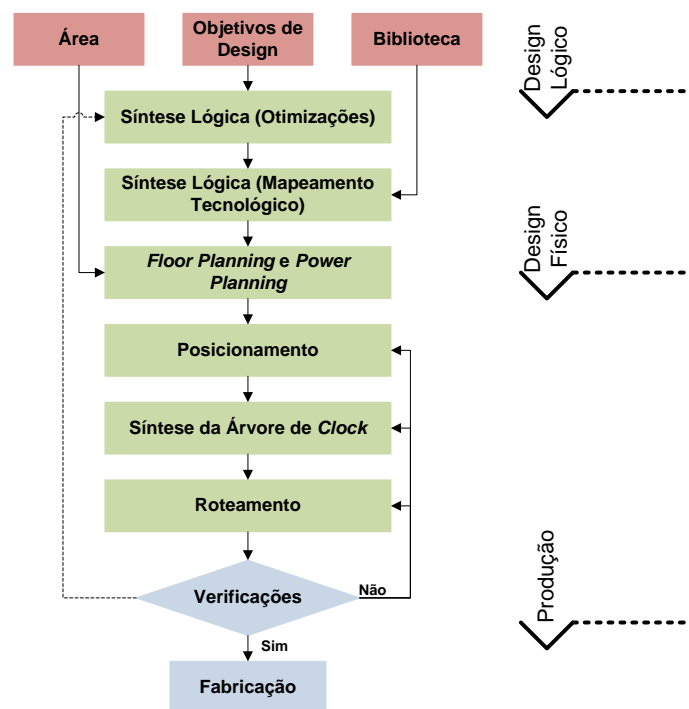 Área
Objetivos de
Design
Biblioteca
Design
Lógico
Síntese Lógica (Otimizações)
Síntese Lógica (Mapeamento
Tecnológico)
Design
Físico
Floor Planning e Power
Planning
Posicionamento
Síntese da Árvore de Clock
Roteamento
Verificações
Não
Produção
Sim
Fabricação